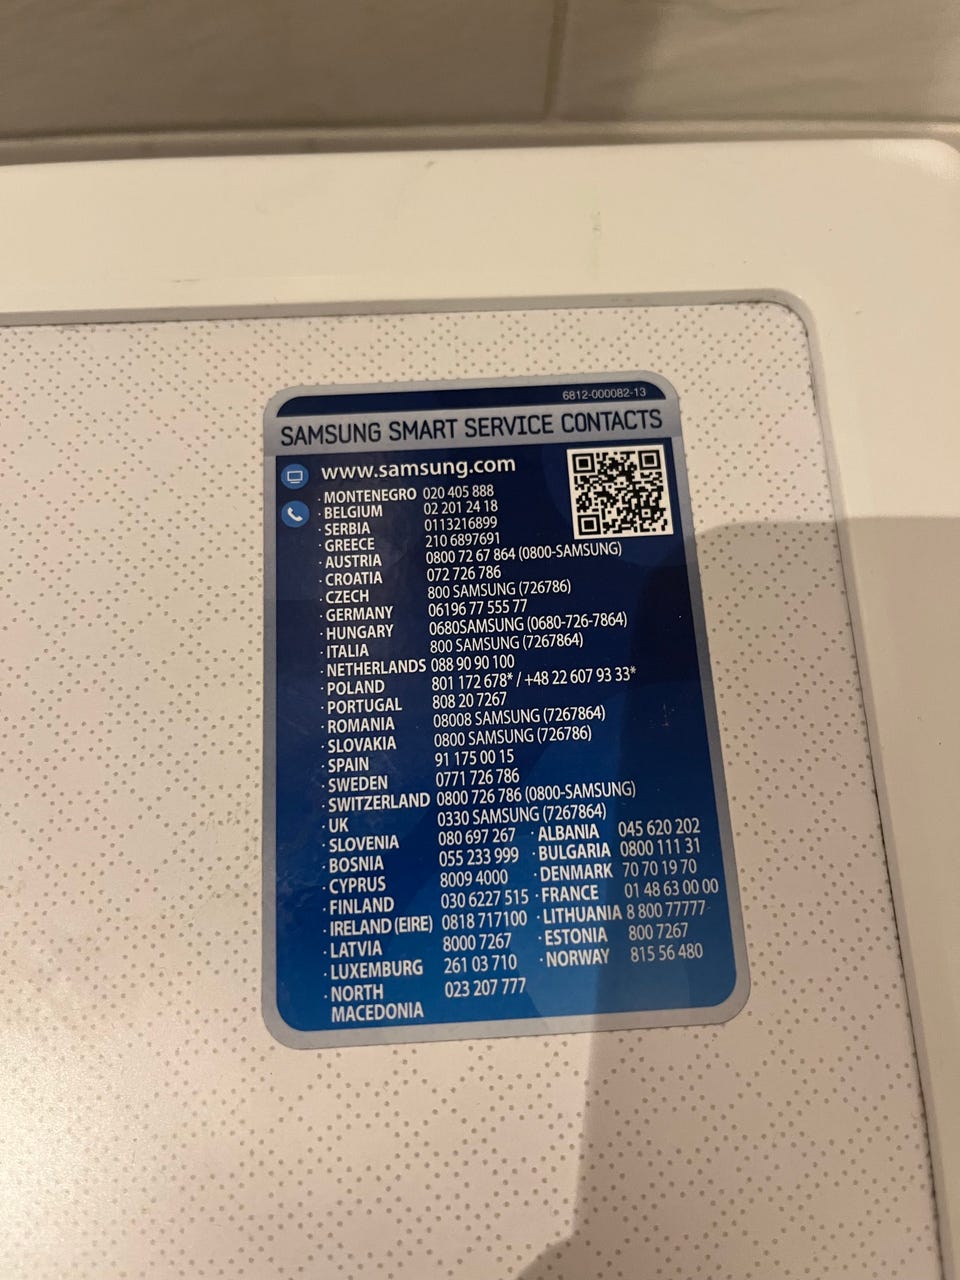 6812-000082-13
SAMSUNG SMART SERVICE CONTACTS
www.samsung.com
· MONTENEGRO 020 405 888
· BELGIUM 02 201 24 18
· SERBIA 0113216899
· GREECE 210 6897691
· AUSTRIA 0800 72 67 864 (0800-SAMSUNG)
· CROATIA 072 726 786
· CZECH 800 SAMSUNG (726786)
· GERMANY 06196 77 555 77
· HUNGARY 0680SAMSUNG (0680-726-7864)
· ITALIA 800 SAMSUNG (7267864)
· NETHERLANDS 088 90 90 100
· POLAND 801 172 678* / +48 22 607 93 33*
· PORTUGAL 808 20 7267
· ROMANIA 08008 SAMSUNG (7267864)
· SLOVAKIA 0800 SAMSUNG (726786)
· SPAIN 91 175 00 15
· SWEDEN 0771 726 786
· SWITZERLAND 0800 726 786 (0800-SAMSUNG)
· UK 0330 SAMSUNG (7267864)
· SLOVENIA 080 697 267 · ALBANIA 045 620 202
· BOSNIA 055 233 999 · BULGARIA 0800 111 31
· CYPRUS 8009 4000 · DENMARK 70 70 19 70
· FINLAND 030 6227 515 · FRANCE 01 48 63 00 00
· IRELAND (EIRE) 0818 717100 · LITHUANIA 8 800 77777
· LATVIA 8000 7267 · ESTONIA 800 7267
· LUXEMBURG 261 03 710 · NORWAY 815 56 480
· NORTH 023 207 777
MACEDONIA